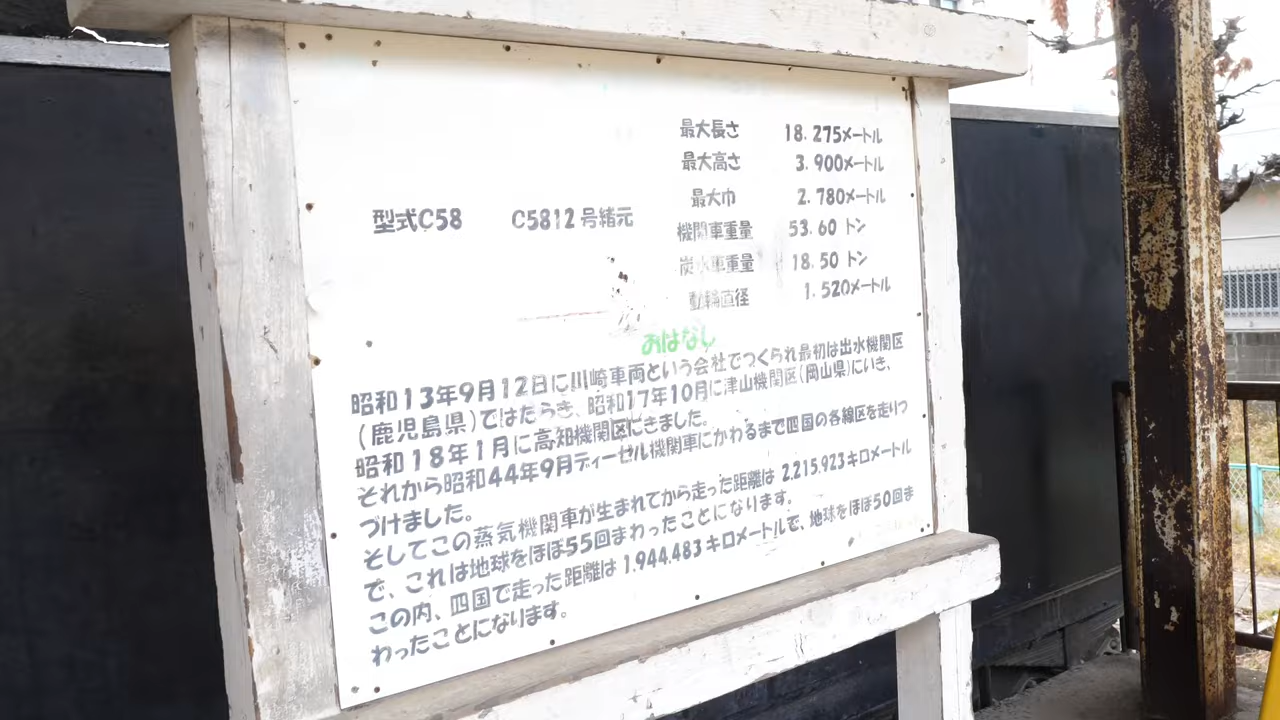 最大長さ 18.275メートル
最大高さ 3.900メートル
最大巾 2.780メートル
型式C58 C5812号緒元
機関車重量 53.60 トン
炭水車重量 18.50 トン
動輪直径 1.520メートル
おはなし
昭和13年9月12日に川崎車両という会社でつくられ最初は出水機関区
(鹿児島県)ではたらき、昭和17年10月に津山機関区(岡山県)にいき、
昭和18年1月に高知機関区にきました。
それから昭和44年9月ディーゼル機関車にかわるまで四国の各線区を走りつ
づけました。
そしてこの蒸気機関車が生まれてから走った距離は 2,215,923キロメートル
で、これは地球をほぼ55回まわったことになります。
この内、四国で走った距離は 1,944,483キロメートルで、地球をほぼ50回ま
わったことになります。